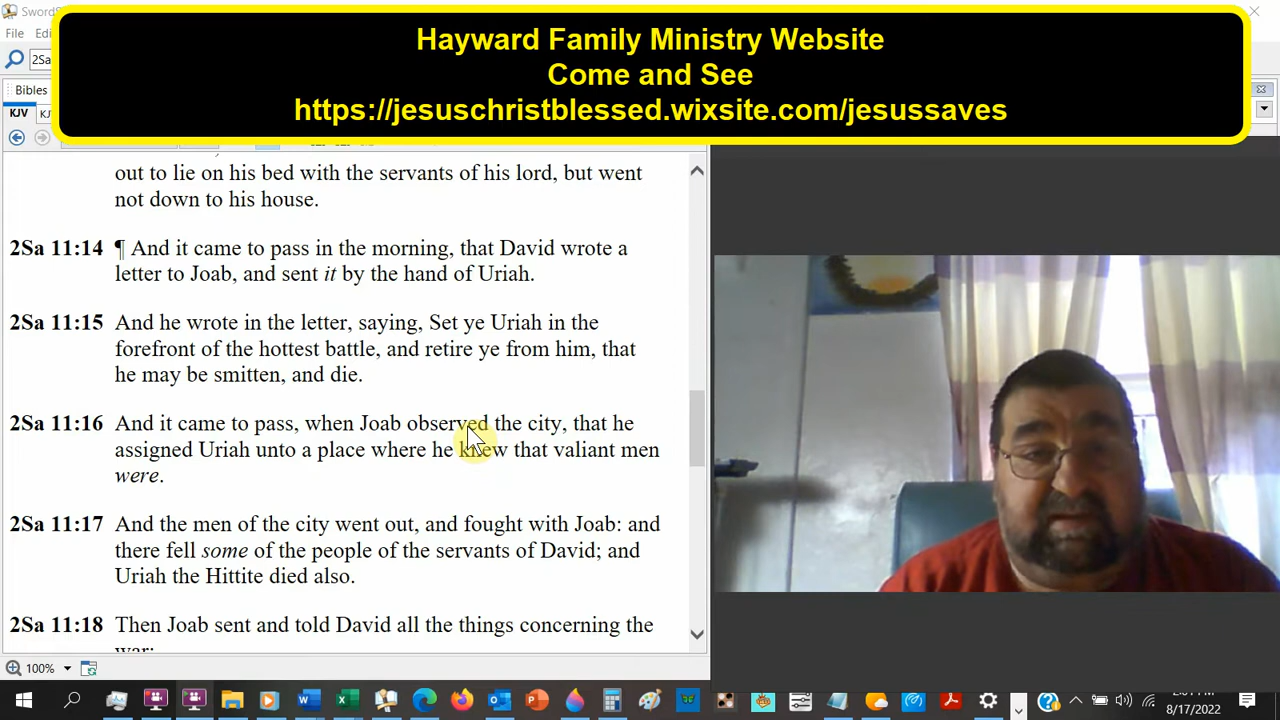 SwordS
File Edi
2Sa
Bibles
KJV KJ
Hayward Family Ministry Website
Come and See
https://jesuschristblessed.wixsite.com/jesussaves
out to lie on his bed with the servants of his lord, but went
not down to his house.
2Sa 11:14 ¶ And it came to pass in the morning, that David wrote a
letter to Joab, and sent it by the hand of Uriah.
2Sa 11:15 And he wrote in the letter, saying, Set ye Uriah in the
forefront of the hottest battle, and retire ye from him, that
he may be smitten, and die.
2Sa 11:16 And it came to pass, when Joab observed the city, that he
assigned Uriah unto a place where he knew that valiant men
were.
2Sa 11:17 And the men of the city went out, and fought with Joab: and
there fell some of the people of the servants of David; and
Uriah the Hittite died also.
2Sa 11:18 Then Joab sent and told David all the things concerning the
war;
100%
8/17/2022